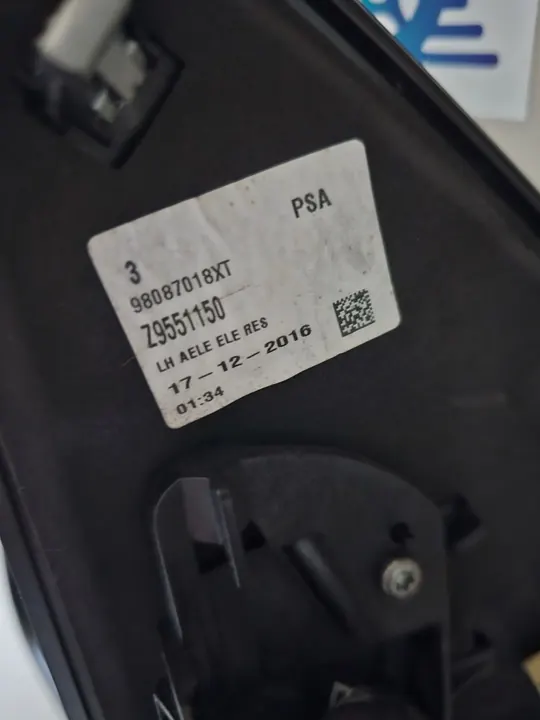 PSA
3
98087018XT
Z9551150
LH AELE ELE RES
17-12-2016
01:34